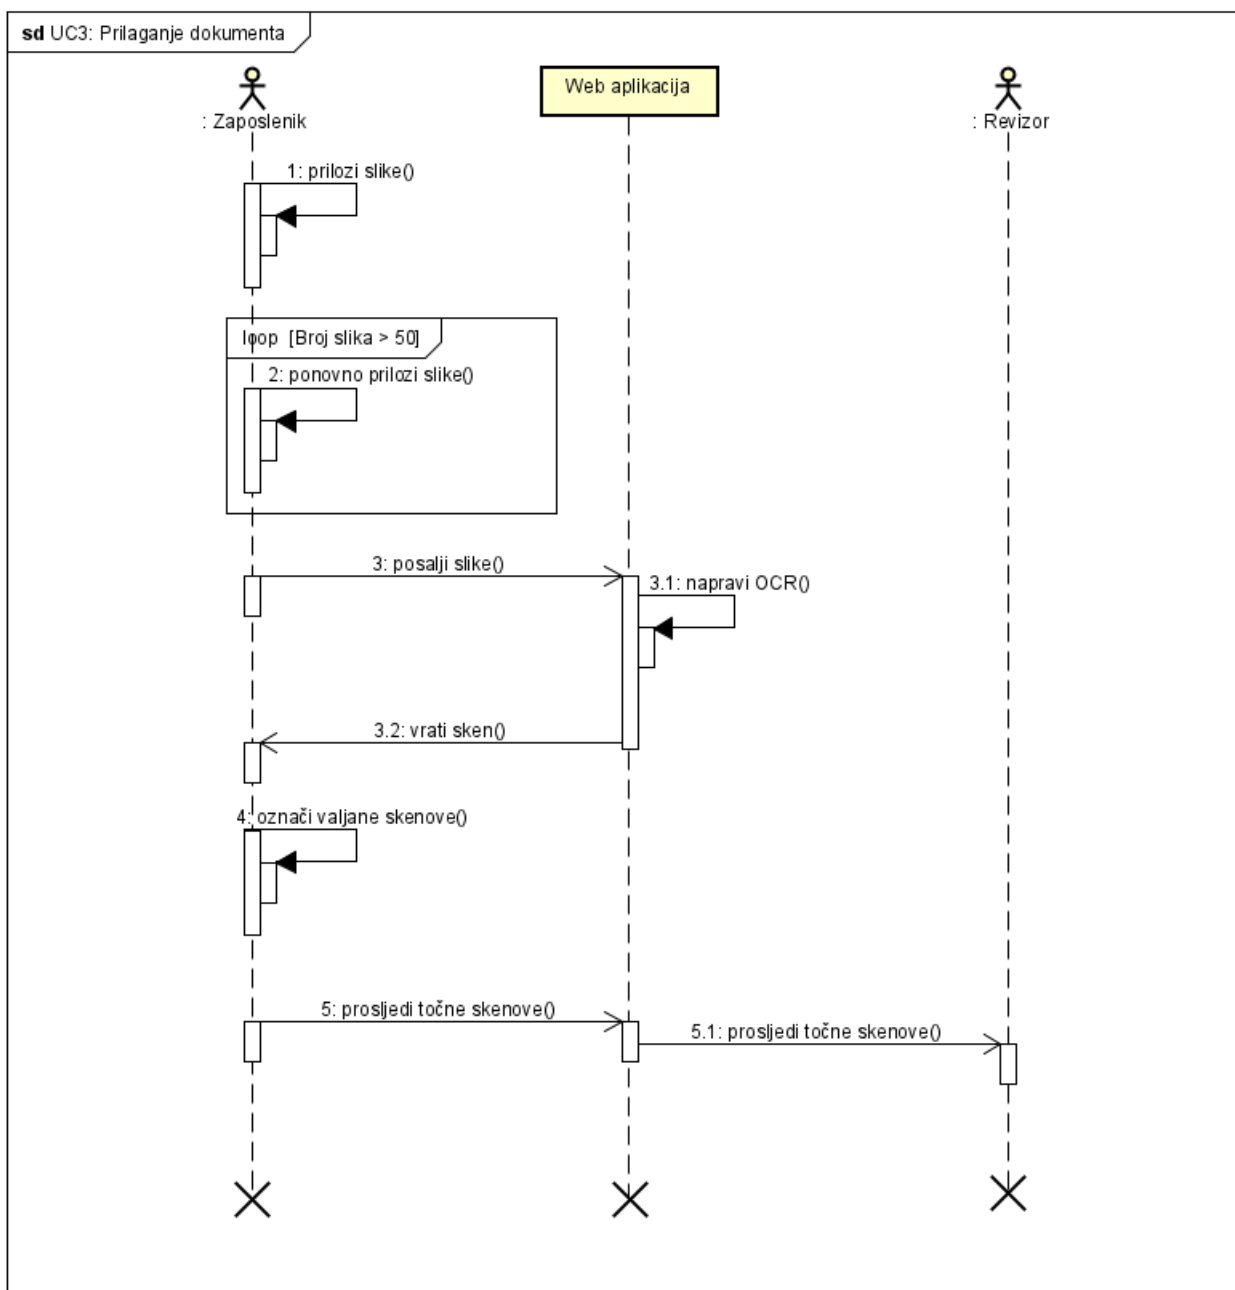 sd UC3: Prilaganje dokumenta
: Zaposlenik
Web aplikacija
: Revizor
1: prilozi slike()
loop [Broj slika > 50]
2: ponovno prilozi slike()
3: posalji slike()
3.1: napravi OCR()
3.2: vrati sken()
4: označi valjane skenove()
5: prosljedi točne skenove()
5.1: prosljedi točne skenove()